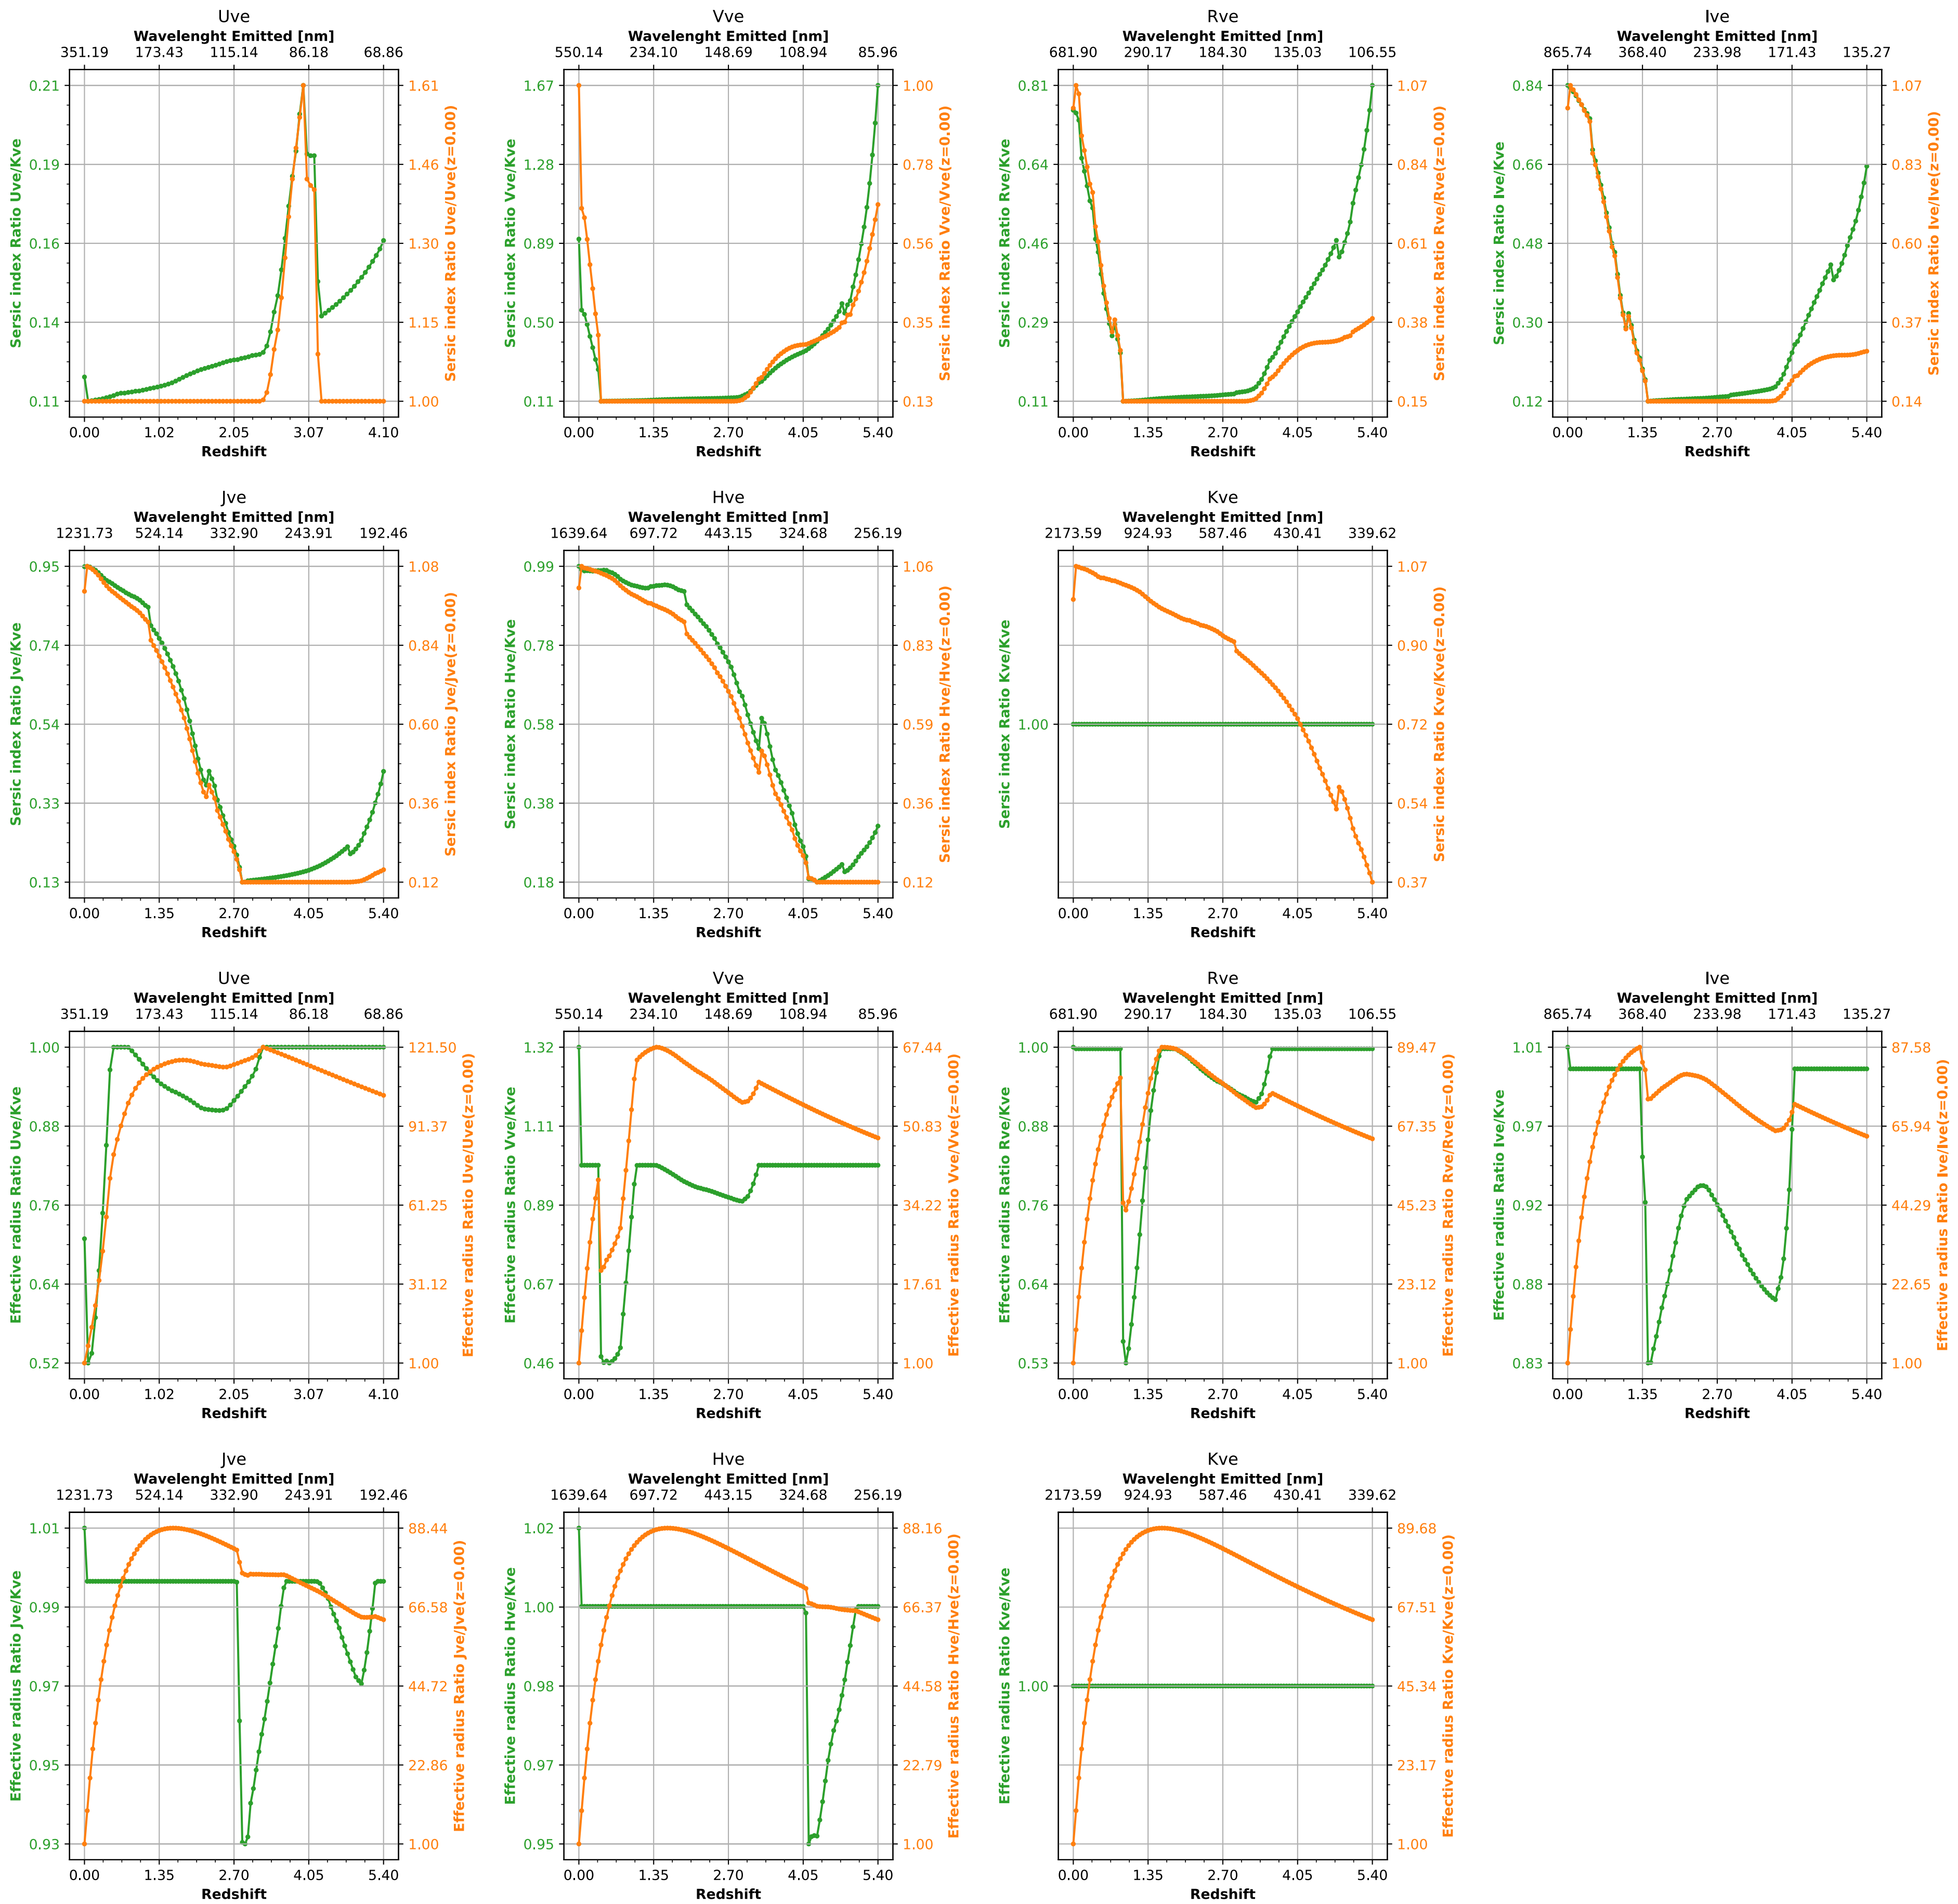 Uve
Wavelenght Emitted [nm]
351.19 173.43 115.14 86.18 68.86
0.21 0.19 0.16 0.14 0.11
Sersic index Ratio Uve/Kve
1.61 1.46 1.30 1.15 1.00
Sersic index Ratio Uve/Uve(z=0.00)
0.00 1.02 2.05 3.07 4.10
Redshift
Vve
Wavelenght Emitted [nm]
550.14 234.10 148.69 108.94 85.96
1.67 1.28 0.89 0.50 0.11
Sersic index Ratio Vve/Kve
1.00 0.78 0.56 0.35 0.13
Sersic index Ratio Vve/Vve(z=0.00)
0.00 1.35 2.70 4.05 5.40
Redshift
Rve
Wavelenght Emitted [nm]
681.90 290.17 184.30 135.03 106.55
0.81 0.64 0.46 0.29 0.11
Sersic index Ratio Rve/Kve
1.07 0.84 0.61 0.38 0.15
Sersic index Ratio Rve/Rve(z=0.00)
0.00 1.35 2.70 4.05 5.40
Redshift
Ive
Wavelenght Emitted [nm]
865.74 368.40 233.98 171.43 135.27
0.84 0.66 0.48 0.30 0.12
Sersic index Ratio Ive/Kve
1.07 0.83 0.60 0.37 0.14
Sersic index Ratio Ive/Ive(z=0.00)
0.00 1.35 2.70 4.05 5.40
Redshift
Jve
Wavelenght Emitted [nm]
1231.73 524.14 332.90 243.91 192.46
0.95 0.74 0.54 0.33 0.13
Sersic index Ratio Jve/Kve
1.08 0.84 0.60 0.36 0.12
Sersic index Ratio Jve/Jve(z=0.00)
0.00 1.35 2.70 4.05 5.40
Redshift
Hve
Wavelenght Emitted [nm]
1639.64 697.72 443.15 324.68 256.19
0.99 0.78 0.58 0.38 0.18
Sersic index Ratio Hve/Kve
1.06 0.83 0.59 0.36 0.12
Sersic index Ratio Hve/Hve(z=0.00)
0.00 1.35 2.70 4.05 5.40
Redshift
Kve
Wavelenght Emitted [nm]
2173.59 924.93 587.46 430.41 339.62
1.00
Sersic index Ratio Kve/Kve
1.07 0.90 0.72 0.54 0.37
Sersic index Ratio Kve/Kve(z=0.00)
0.00 1.35 2.70 4.05 5.40
Redshift
Uve
Wavelenght Emitted [nm]
351.19 173.43 115.14 86.18 68.86
1.00 0.88 0.76 0.64 0.52
Effective radius Ratio Uve/Kve
121.50 91.37 61.25 31.12 1.00
Effective radius Ratio Uve/Uve(z=0.00)
0.00 1.02 2.05 3.07 4.10
Redshift
Vve
Wavelenght Emitted [nm]
550.14 234.10 148.69 108.94 85.96
1.32 1.11 0.89 0.67 0.46
Effective radius Ratio Vve/Kve
67.44 50.83 34.22 17.61 1.00
Effective radius Ratio Vve/Vve(z=0.00)
0.00 1.35 2.70 4.05 5.40
Redshift
Rve
Wavelenght Emitted [nm]
681.90 290.17 184.30 135.03 106.55
1.00 0.88 0.76 0.64 0.53
Effective radius Ratio Rve/Kve
89.47 67.35 45.23 23.12 1.00
Effective radius Ratio Rve/Rve(z=0.00)
0.00 1.35 2.70 4.05 5.40
Redshift
Ive
Wavelenght Emitted [nm]
865.74 368.40 233.98 171.43 135.27
1.01 0.97 0.92 0.88 0.83
Effective radius Ratio Ive/Kve
87.58 65.94 44.29 22.65 1.00
Effective radius Ratio Ive/Ive(z=0.00)
0.00 1.35 2.70 4.05 5.40
Redshift
Jve
Wavelenght Emitted [nm]
1231.73 524.14 332.90 243.91 192.46
1.01 0.99 0.97 0.95 0.93
Effective radius Ratio Jve/Kve
88.44 66.58 44.72 22.86 1.00
Effective radius Ratio Jve/Jve(z=0.00)
0.00 1.35 2.70 4.05 5.40
Redshift
Hve
Wavelenght Emitted [nm]
1639.64 697.72 443.15 324.68 256.19
1.02 1.00 0.98 0.97 0.95
Effective radius Ratio Hve/Kve
88.16 66.37 44.58 22.79 1.00
Effective radius Ratio Hve/Hve(z=0.00)
0.00 1.35 2.70 4.05 5.40
Redshift
Kve
Wavelenght Emitted [nm]
2173.59 924.93 587.46 430.41 339.62
1.00
Effective radius Ratio Kve/Kve
89.68 67.51 45.34 23.17 1.00
Effective radius Ratio Kve/Kve(z=0.00)
0.00 1.35 2.70 4.05 5.40
Redshift